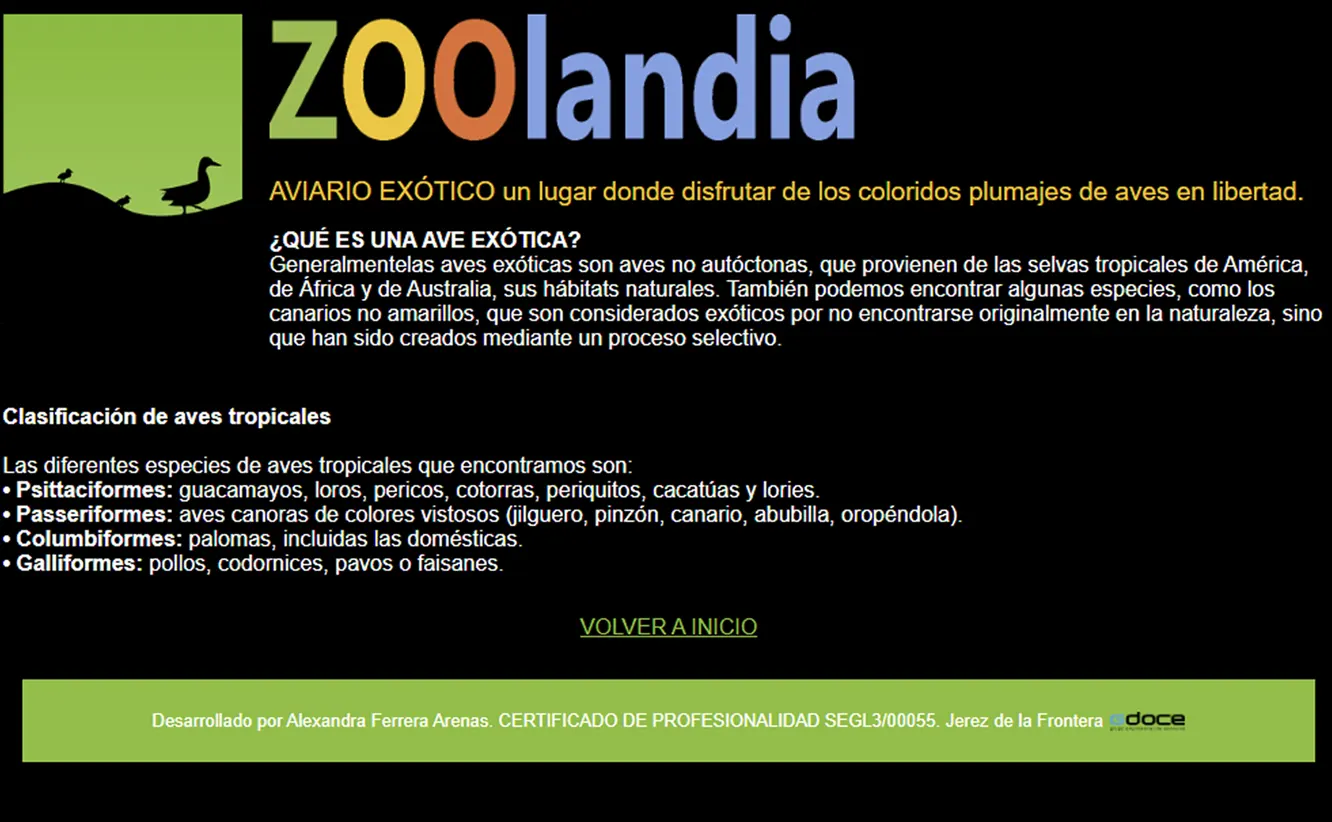 ZOOlandia
AVIARIO EXÓTICO un lugar donde disfrutar de los coloridos plumajes de aves en libertad.
¿QUÉ ES UNA AVE EXÓTICA?
Generalmentelas aves exóticas son aves no autóctonas, que provienen de las selvas tropicales de América,
de África y de Australia, sus hábitats naturales. También podemos encontrar algunas especies, como los
canarios no amarillos, que son considerados exóticos por no encontrarse originalmente en la naturaleza, sino
que han sido creados mediante un proceso selectivo.
Clasificación de aves tropicales
Las diferentes especies de aves tropicales que encontramos son:
• Psittaciformes: guacamayos, loros, pericos, cotorras, periquitos, cacatúas y lories.
• Passeriformes: aves canoras de colores vistosos (jilguero, pinzón, canario, abubilla, oropéndola).
• Columbiformes: palomas, incluidas las domésticas.
• Galliformes: pollos, codornices, pavos o faisanes.
VOLVER A INICIO
Desarrollado por Alexandra Ferrera Arenas. CERTIFICADO DE PROFESIONALIDAD SEGL3/00055. Jerez de la Frontera doce